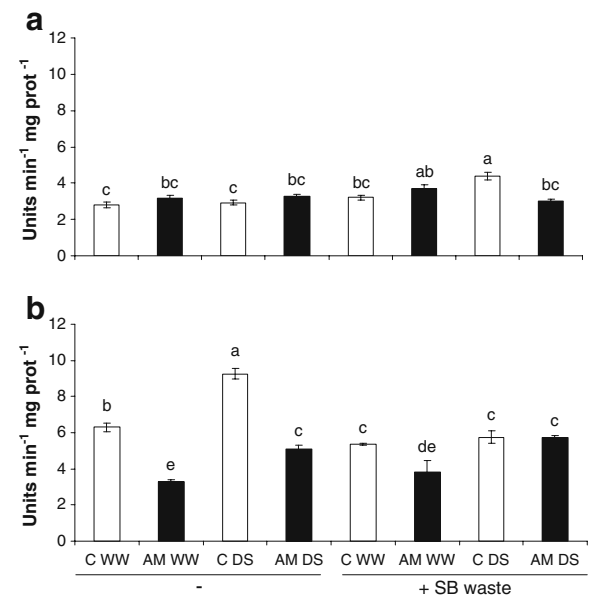 a
Units min-1 mg prot -1
12
10
8
6
4
2
0
c bc c bc bc ab a bc
b
Units min-1 mg prot -1
12
10
8
6
4
2
0
b e a c c de c c
C WW AM WW C DS AM DS C WW AM WW C DS AM DS
- + SB waste